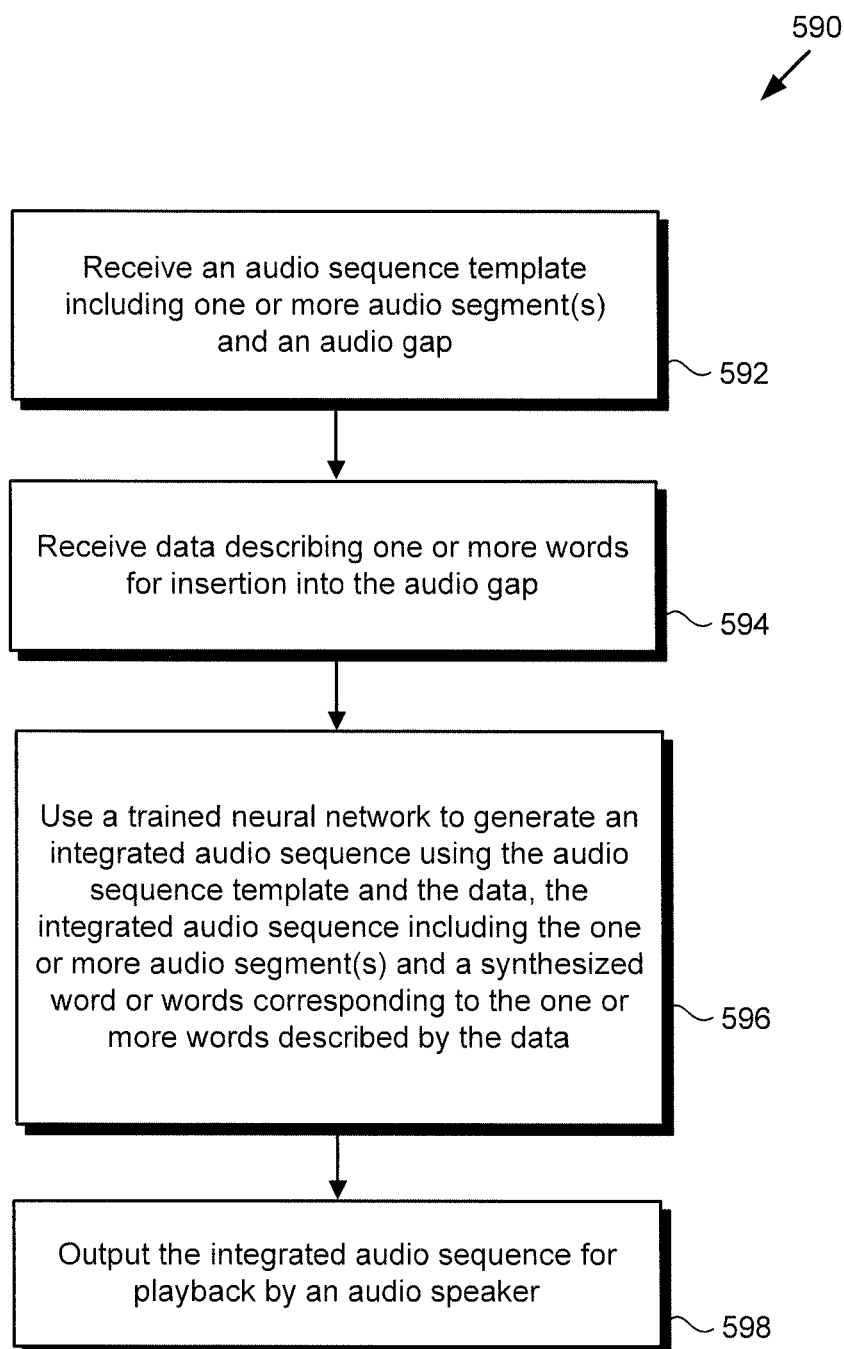 590
Receive an audio sequence template
including one or more audio segment(s)
and an audio gap
592
Receive data describing one or more words
for insertion into the audio gap
594
Use a trained neural network to generate an
integrated audio sequence using the audio
sequence template and the data, the
integrated audio sequence including the one
or more audio segment(s) and a synthesized
word or words corresponding to the one or
more words described by the data
596
Output the integrated audio sequence for
playback by an audio speaker
598